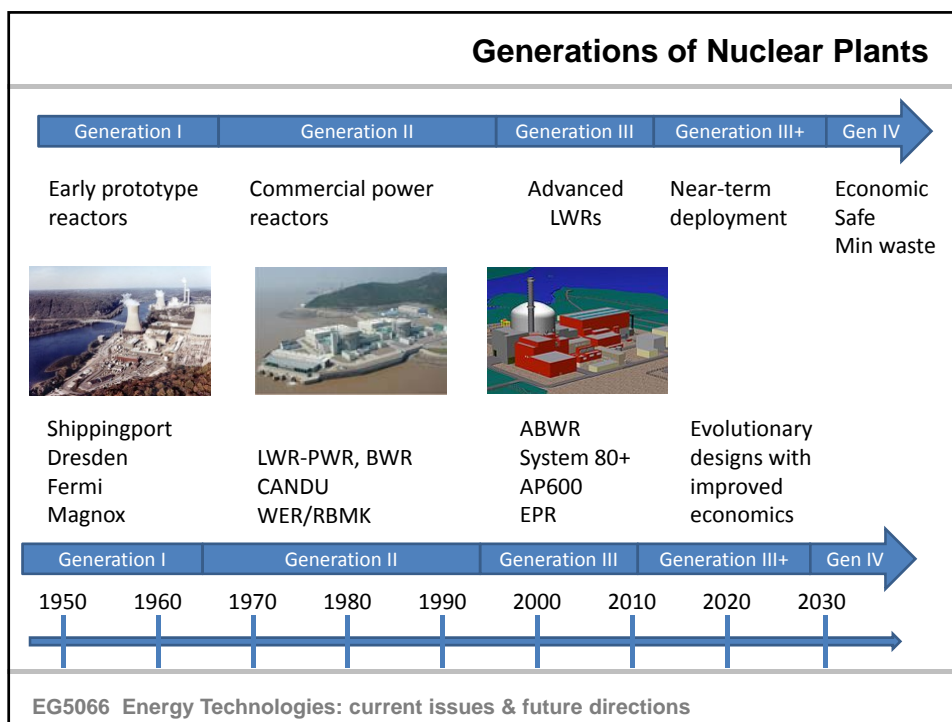 Generations of Nuclear Plants
Generation I
Generation II
Generation III
Generation III+
Gen IV
Early prototype
reactors
Commercial power
reactors
Advanced
LWRs
Near-term
deployment
Economic
Safe
Min waste
Shippingport
Dresden
Fermi
Magnox
LWR-PWR, BWR
CANDU
WER/RBMK
ABWR
System 80+
AP600
EPR
Evolutionary
designs with
improved
economics
Generation I
Generation II
Generation III
Generation III+
Gen IV
1950 1960 1970 1980 1990 2000 2010 2020 2030
EG5066 Energy Technologies: current issues & future directions